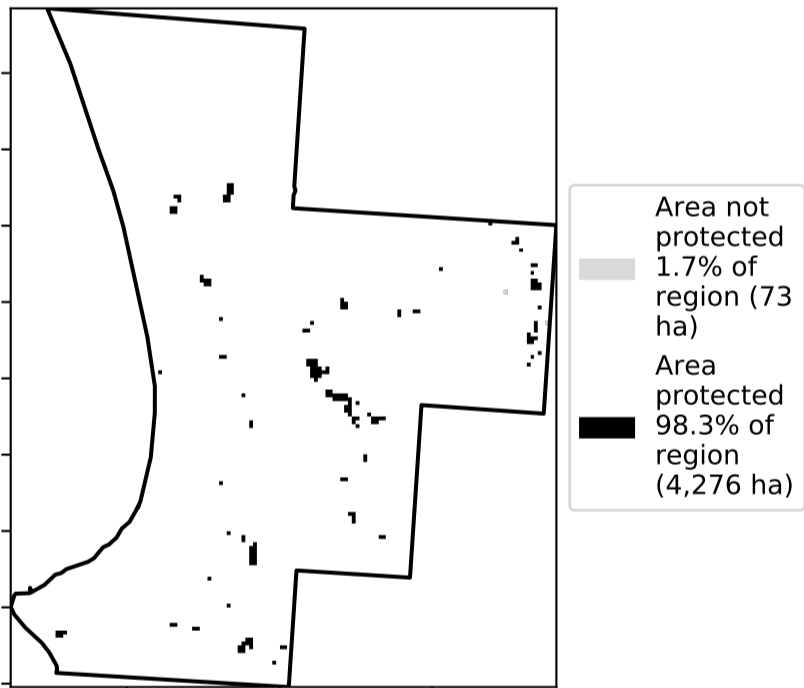 Area not
protected
1.7% of
region (73
ha)
Area
protected
98.3% of
region
(4,276 ha)